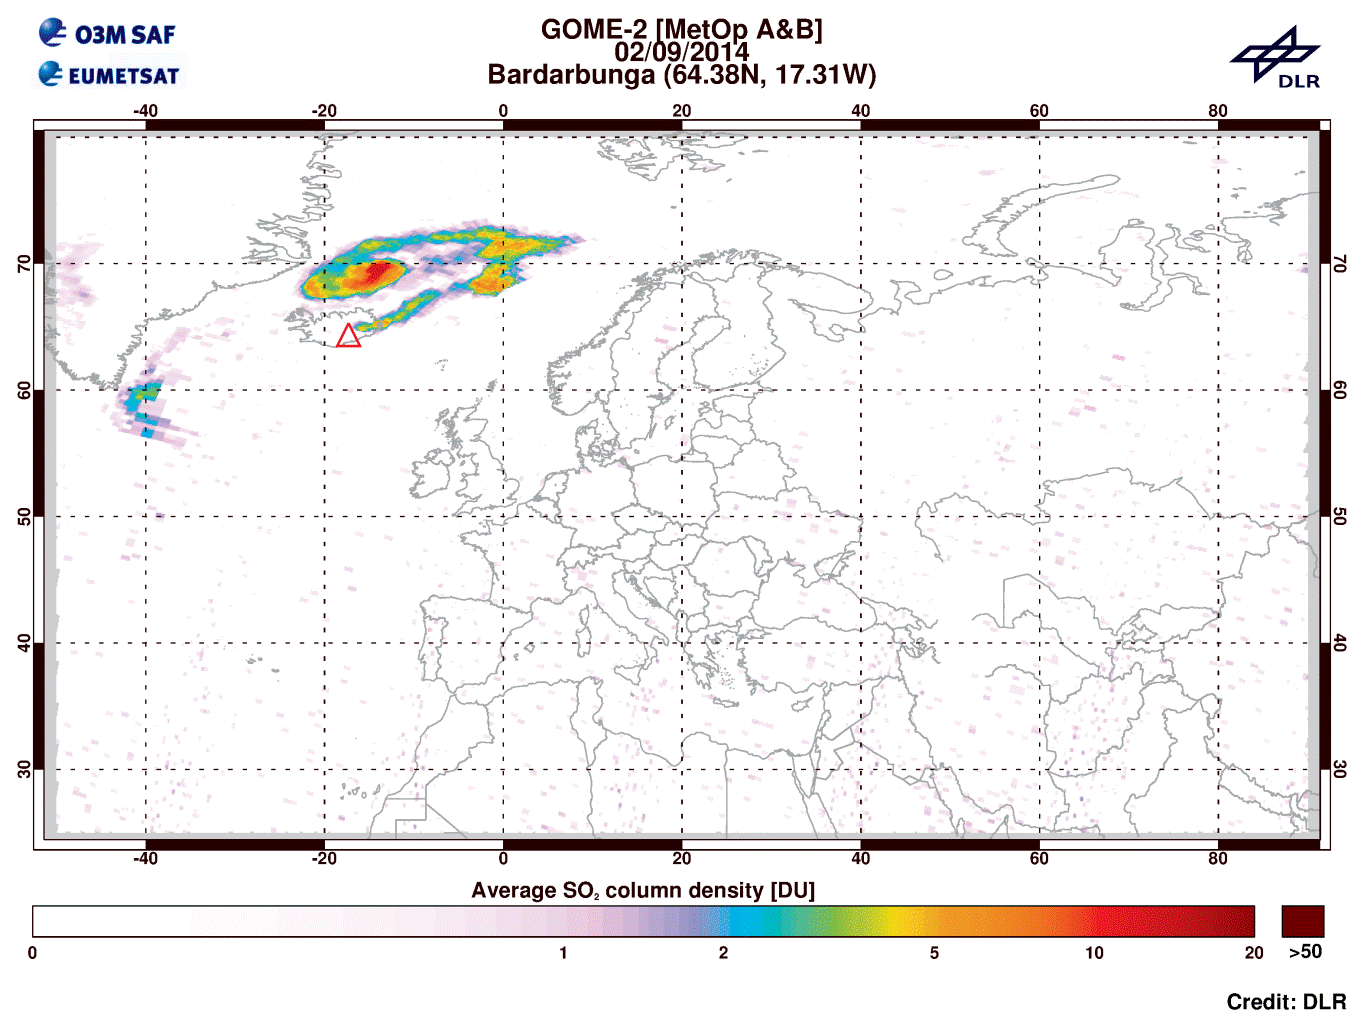 O3M SAF
EUMETSAT
GOME-2 [MetOp A&B]
02/09/2014
Bardarbunga (64.38N, 17.31W)
DLR
-40 -20 0 20 40 60 80
70 70
60 60
50 50
40 40
30 30
-40 -20 0 20 40 60 80
Average SO₂ column density [DU]
0 1 2 5 10 20 >50
Credit: DLR